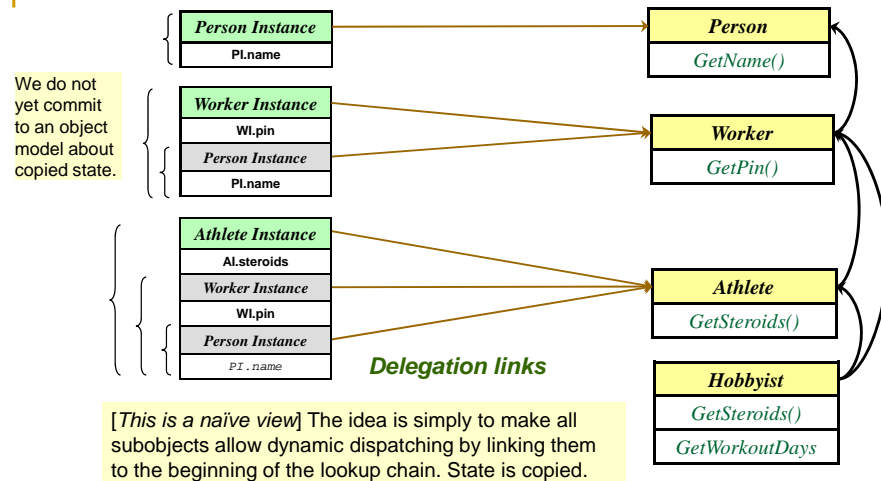 Person Instance
PI.name
Person
GetName()
We do not
yet commit
to an object
model about
copied state.
Worker Instance
WI.pin
Person Instance
PI.name
Worker
GetPin()
Athlete Instance
AI.steroids
Worker Instance
WI.pin
Person Instance
PI.name
Athlete
GetSteroids()
Delegation links
Hobbyist
GetSteroids()
GetWorkoutDays
[This is a naïve view] The idea is simply to make all
subobjects allow dynamic dispatching by linking them
to the beginning of the lookup chain. State is copied.